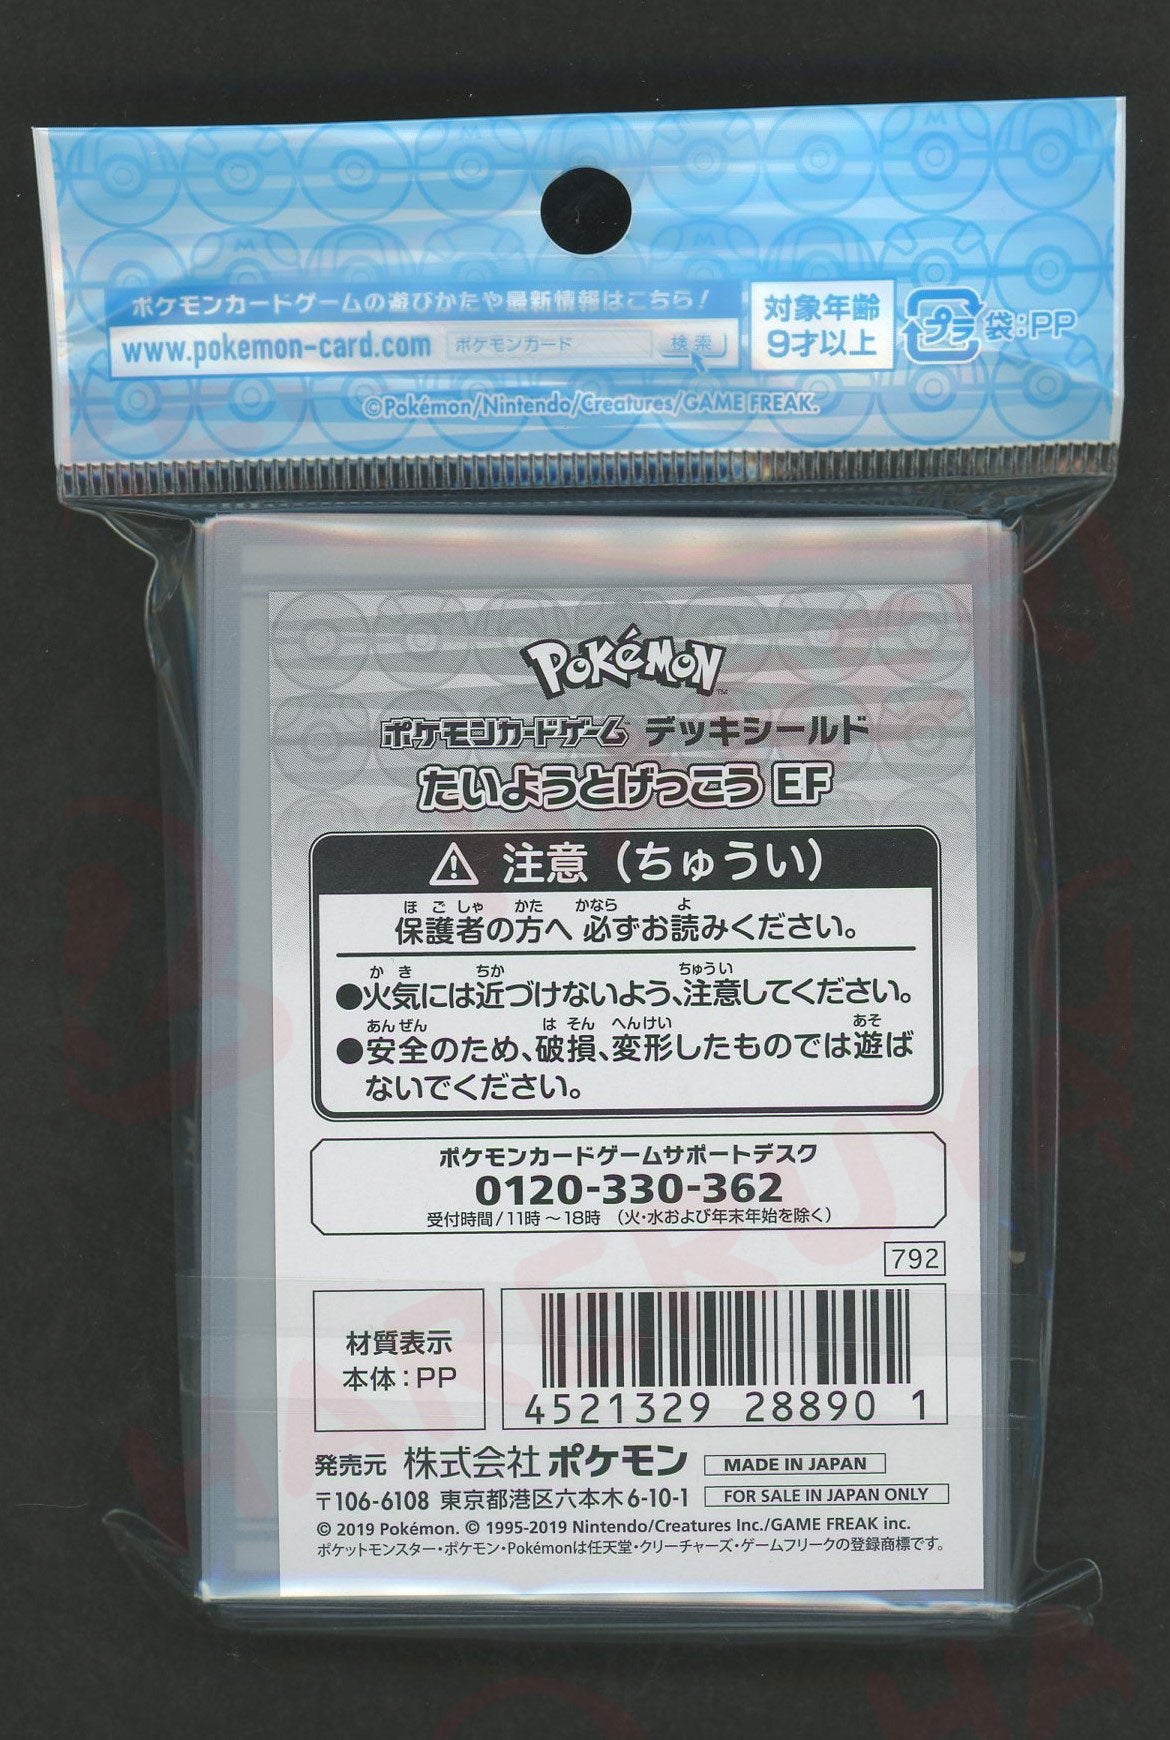 ポケモンカードゲームの遊びかたや最新情報はこちら！
www.pokemon-card.com ポケモンカード 検索
対象年齢
9才以上
プラ 袋:PP
©Pokémon/Nintendo/Creatures/GAME FREAK.
POKéMON™
ポケモンカードゲーム デッキシールド
たいようとげっこう EF
⚠ 注意（ちゅうい）
ほごしゃ かた かなら よ
保護者の方へ 必ずお読みください。
かき ちか ちゅうい
●火気には近づけないよう、注意してください。
あんぜん はそん へんけい あそ
●安全のため、破損、変形したものでは遊ば
ないでください。
ポケモンカードゲームサポートデスク
0120-330-362
受付時間/11時〜18時 （火・水および年末年始を除く）
792
材質表示
本体：PP
4521329 28890 1
発売元 株式会社ポケモン MADE IN JAPAN
〒106-6108 東京都港区六本木6-10-1 FOR SALE IN JAPAN ONLY
© 2019 Pokémon. © 1995-2019 Nintendo/Creatures Inc./GAME FREAK inc.
ポケットモンスター・ポケモン・Pokémonは任天堂・クリーチャーズ・ゲームフリークの登録商標です。